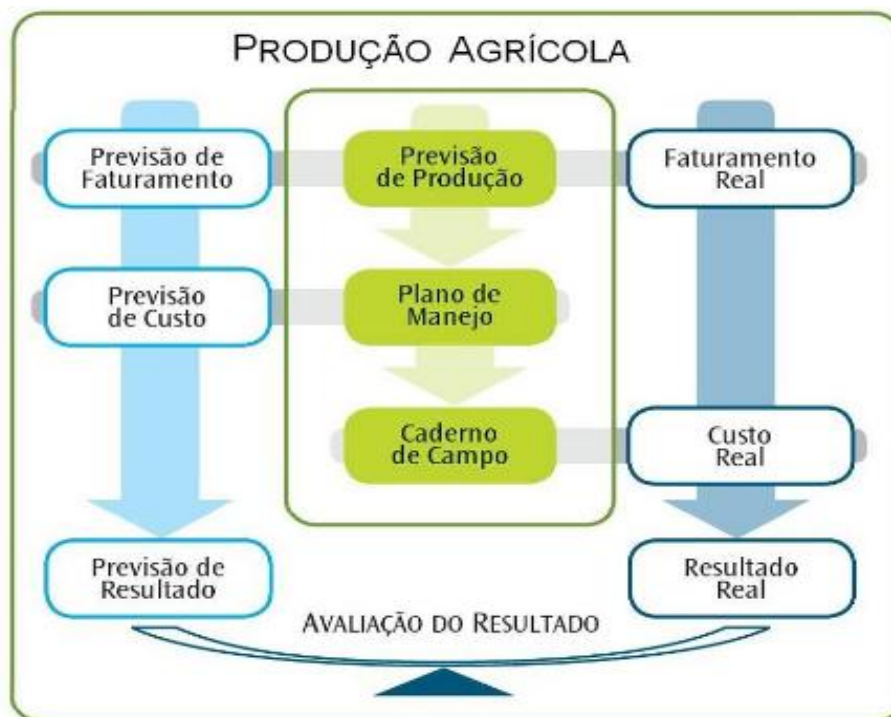 PRODUÇÃO AGRÍCOLA
Previsão de
Faturamento
Previsão
de Produção
Faturamento
Real
Previsão
de Custo
Plano de
Manejo
Caderno
de Campo
Custo
Real
Previsão de
Resultado
Resultado
Real
AVALIAÇÃO DO RESULTADO